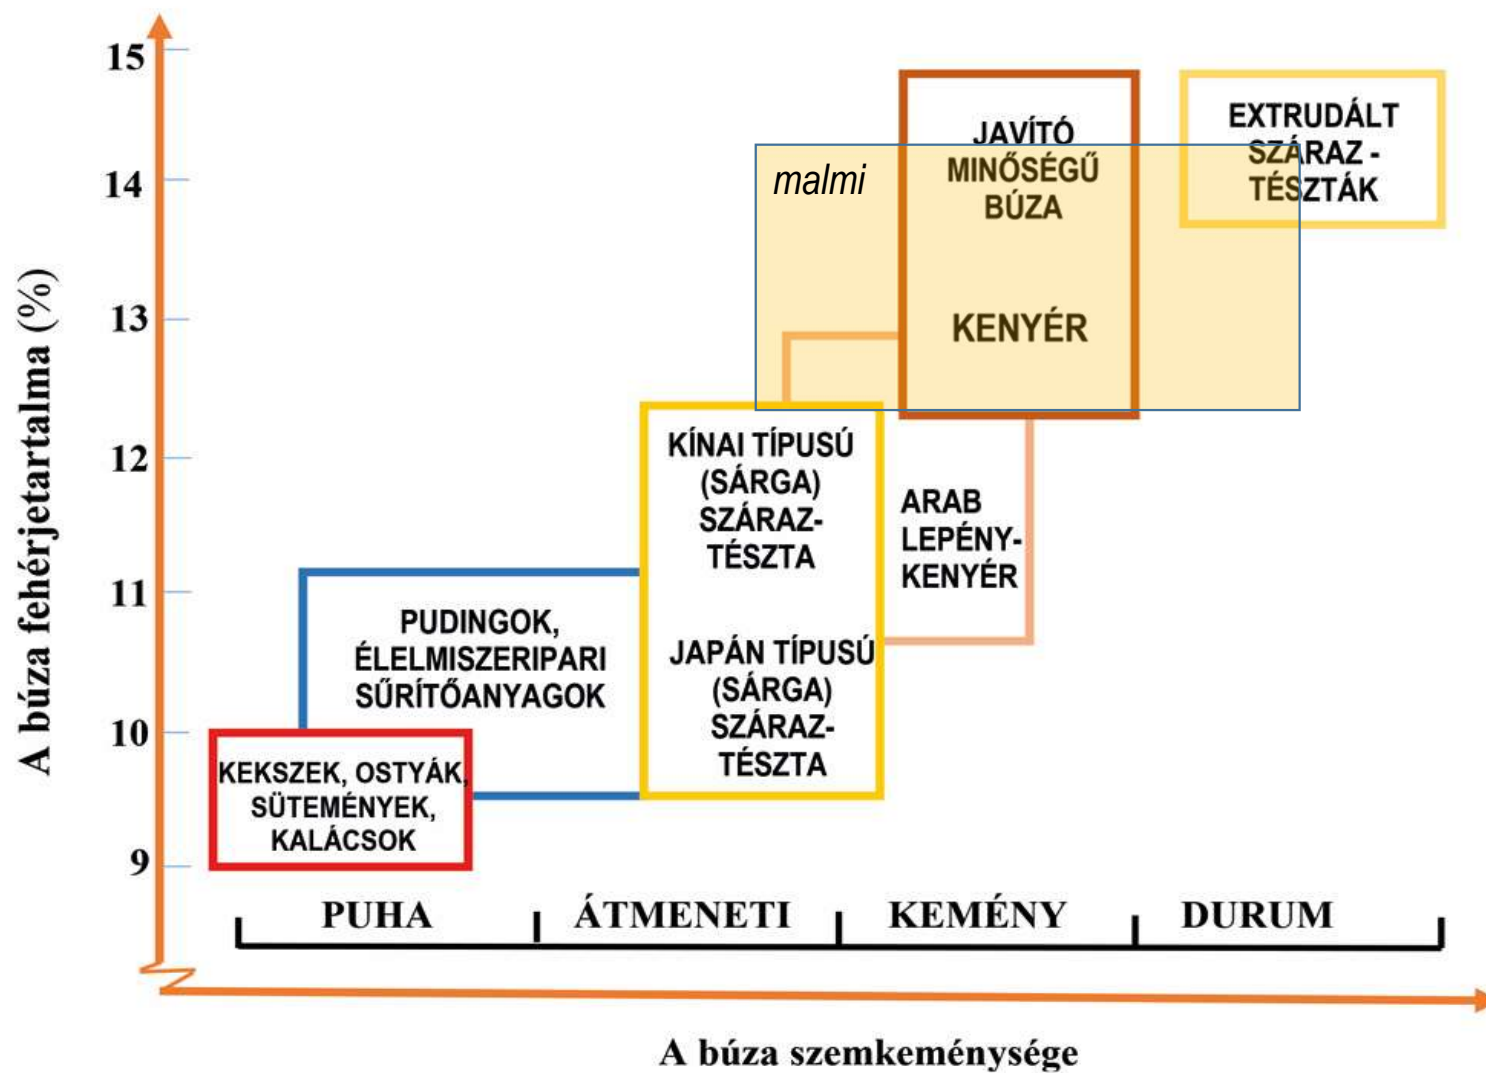 15
14
13
12
11
10
9
A búza fehérjetartalma (%)
JAVÍTÓ
MINŐSÉGŰ
BÚZA
KENYÉR
EXTRUDÁLT
SZÁRAZ -
TÉSZTÁK
malmi
KÍNAI TÍPUSÚ
(SÁRGA)
SZÁRAZ-
TÉSZTA
JAPÁN TÍPUSÚ
(SÁRGA)
SZÁRAZ-
TÉSZTA
ARAB
LEPÉNY-
KENYÉR
PUDINGOK,
ÉLELMISZERIPARI
SŰRÍTŐANYAGOK
KEKSZEK, OSTYÁK,
SÜTEMÉNYEK,
KALÁCSOK
PUHA
ÁTMENETI
KEMÉNY
DURUM
A búza szemkeménysége